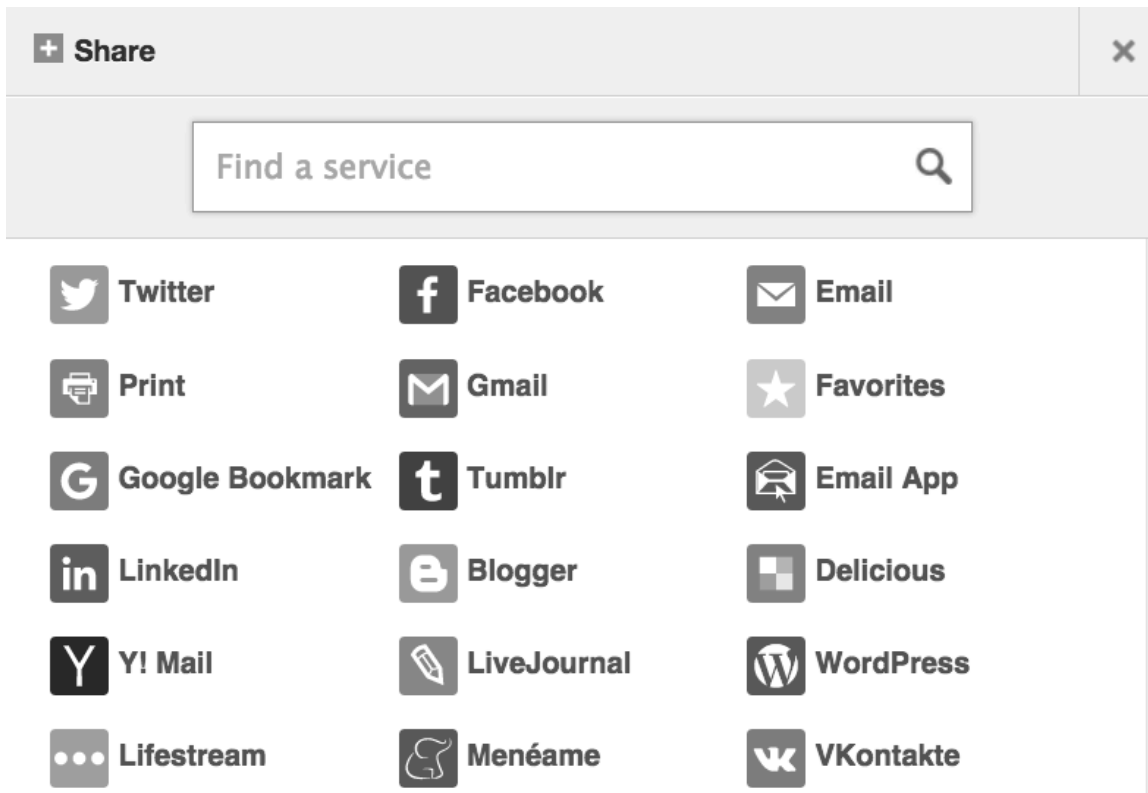 Share
Find a service
Twitter Facebook Email
Print Gmail Favorites
Google Bookmark Tumblr Email App
LinkedIn Blogger Delicious
Y! Mail LiveJournal WordPress
Lifestream Menéame VKontakte